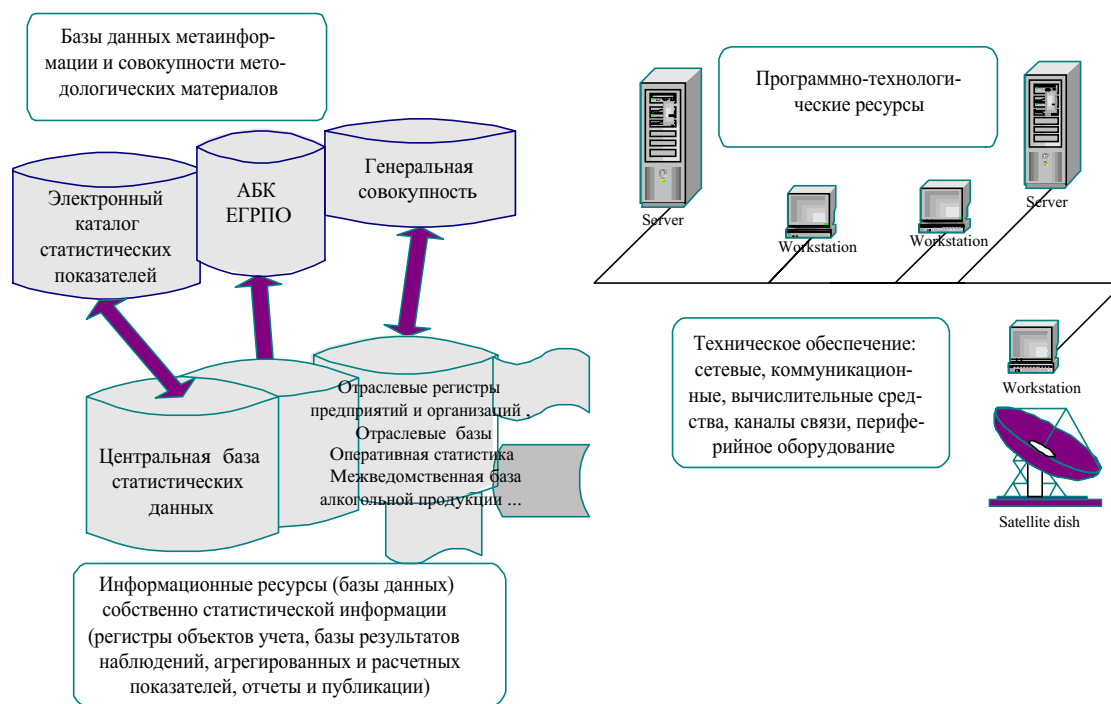 Базы данных метаинфор-
мации и совокупности мето-
дологических материалов
Программно-технологи-
ческие ресурсы
Server
Workstation
Workstation
Server
Электронный
каталог
статистических
показателей
АБК
ЕГРПО
Генеральная
совокупность
Техническое обеспечение:
сетевые, коммуникацион-
ные, вычислительные сред-
ства, каналы связи, перифе-
рийное оборудование
Workstation
Satellite dish
Центральная база
статистических
данных
Отраслевые регистры
предприятий и организаций ,
Отраслевые базы
Оперативная статистика
Межведомственная база
алкогольной продукции ...
Информационные ресурсы (базы данных)
собственно статистической информации
(регистры объектов учета, базы результатов
наблюдений, агрегированных и расчетных
показателей, отчеты и публикации)